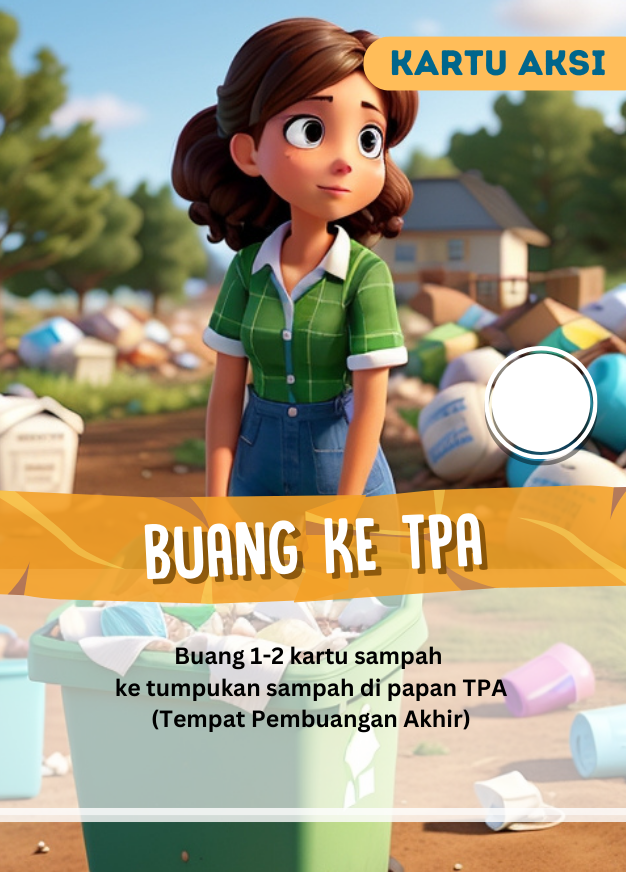 KARTU AKSI
BUANG KE TPA
Buang 1-2 kartu sampah
ke tumpukan sampah di papan TPA
(Tempat Pembuangan Akhir)